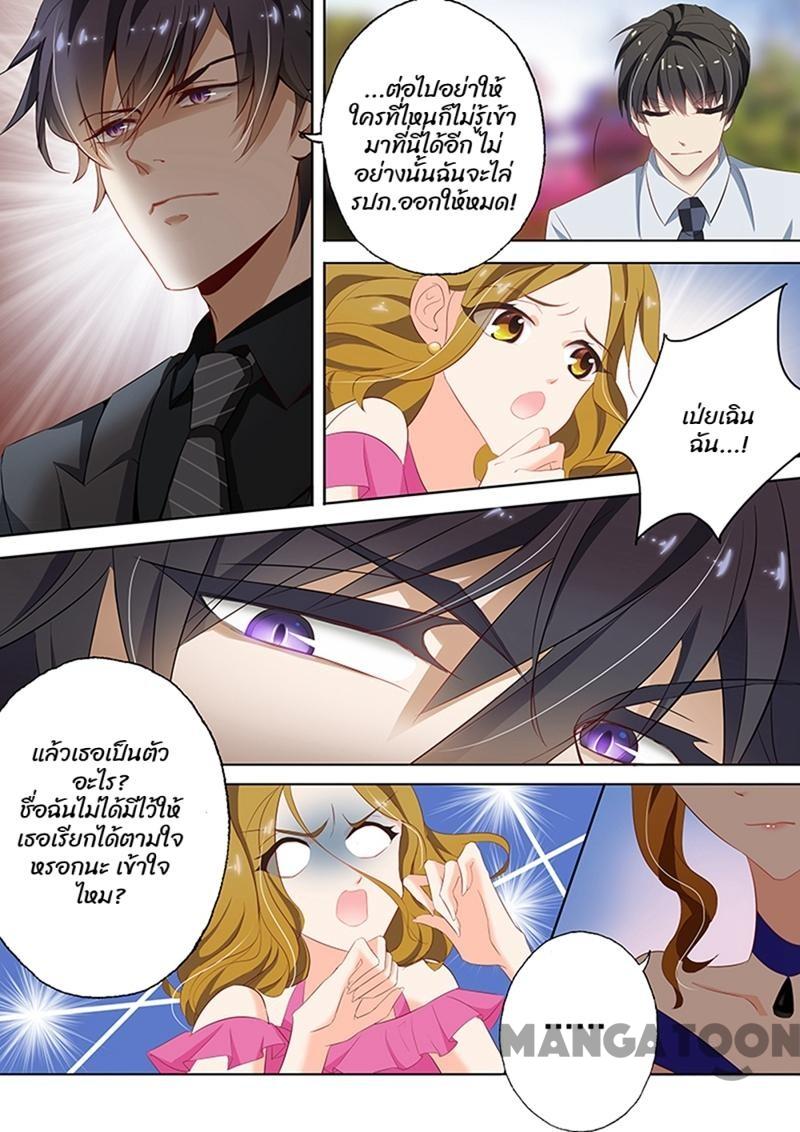 ...ต่อไปอย่าให้
ใครที่ไหนก็ไม่รู้เข้า
มาที่นี่ได้อีก ไม่
อย่างนั้นฉันจะไล่
รปภ.ออกให้หมด!
เป่ยเฉิน
ฉัน...!
แล้วเธอเป็นตัว
อะไร?
ชื่อฉันไม่ได้มีไว้ให้
เธอเรียกได้ตามใจ
หรอกนะ เข้าใจ
ไหม?
.......
MANGATOON